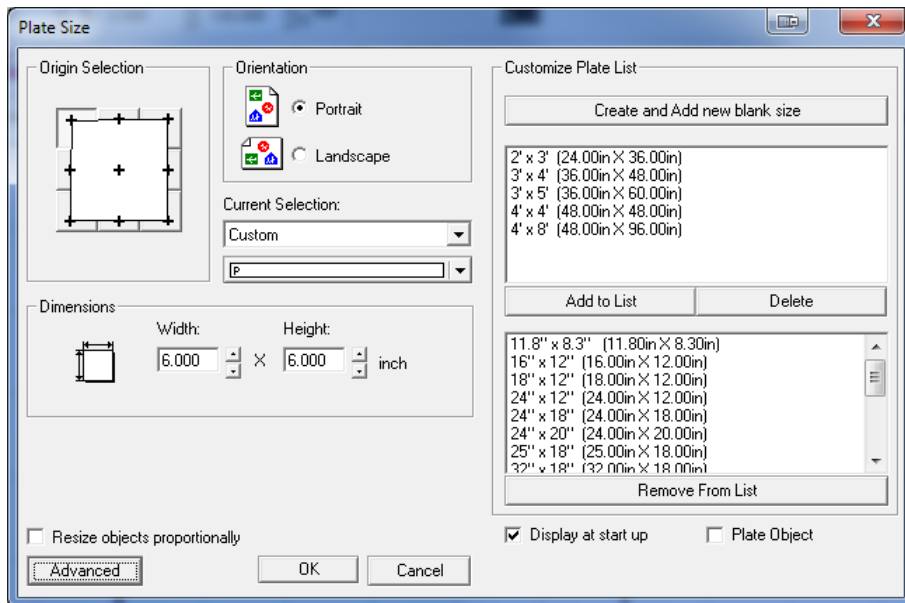 Plate Size
Origin Selection
Orientation
Portrait
Landscape
Current Selection:
Custom
P
Dimensions
Width:
Height:
6.000 X 6.000 inch
Resize objects proportionally
Advanced
OK
Cancel
Customize Plate List
Create and Add new blank size
2' x 3' (24.00in X 36.00in)
3' x 4' (36.00in X 48.00in)
3' x 5' (36.00in X 60.00in)
4' x 4' (48.00in X 48.00in)
4' x 8' (48.00in X 96.00in)
Add to List
Delete
11.8" x 8.3" (11.80in X 8.30in)
16" x 12" (16.00in X 12.00in)
18" x 12" (18.00in X 12.00in)
24" x 12" (24.00in X 12.00in)
24" x 18" (24.00in X 18.00in)
24" x 20" (24.00in X 20.00in)
25" x 18" (25.00in X 18.00in)
32" x 18" (32.00in X 18.00in)
Remove From List
Display at start up
Plate Object